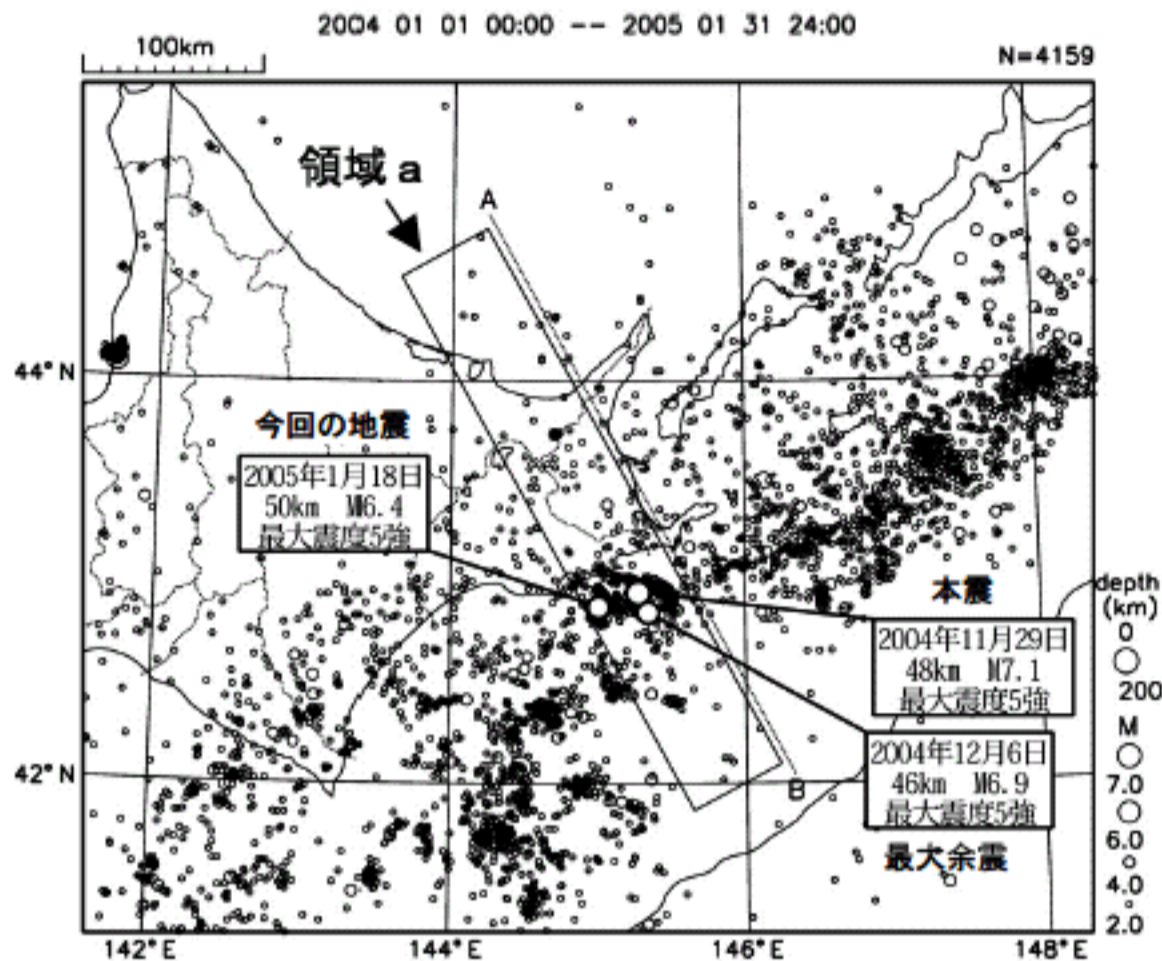 2004 01 01 00:00 -- 2005 01 31 24:00
100km
N=4159
領域a
A
44°N
今回の地震
2005年1月18日
50km M6.4
最大震度5強
本震
2004年11月29日
48km M7.1
最大震度5強
depth
(km)
0
200
M
7.0
6.0
4.0
2.0
42°N
B
2004年12月6日
46km M6.9
最大震度5強
最大余震
142°E
144°E
146°E
148°E